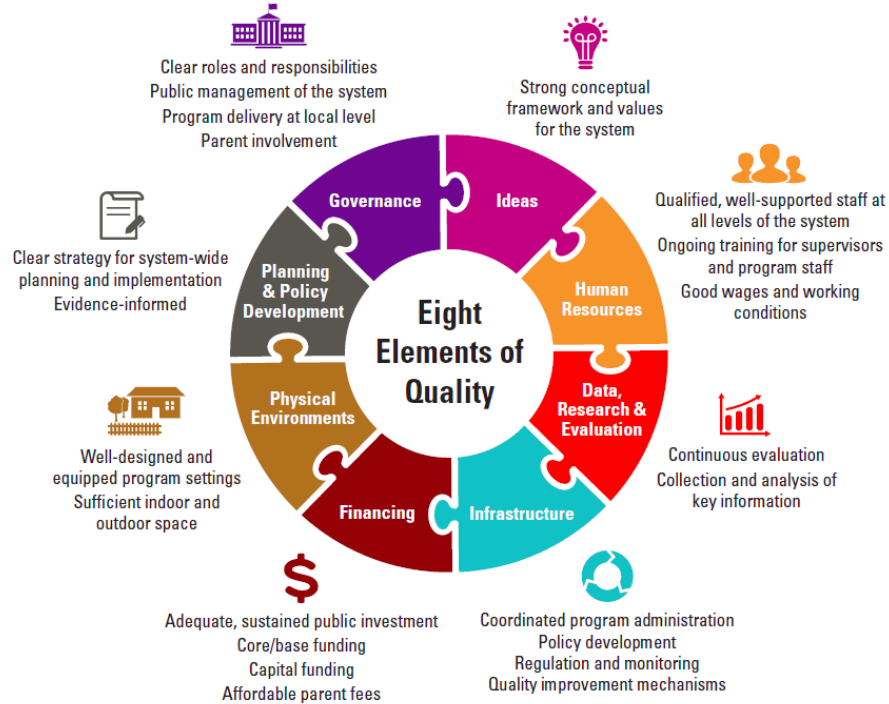 Clear roles and responsibilities
Public management of the system
Program delivery at local level
Parent involvement
Strong conceptual
framework and values
for the system
Qualified, well-supported staff at
all levels of the system
Ongoing training for supervisors
and program staff
Good wages and working
conditions
Clear strategy for system-wide
planning and implementation
Evidence-informed
Governance
Ideas
Planning
& Policy
Development
Human
Resources
Eight
Elements of
Quality
Physical
Environments
Data,
Research &
Evaluation
Financing
Infrastructure
Well-designed and
equipped program settings
Sufficient indoor and
outdoor space
Continuous evaluation
Collection and analysis of
key information
$
Adequate, sustained public investment
Core/base funding
Capital funding
Affordable parent fees
Coordinated program administration
Policy development
Regulation and monitoring
Quality improvement mechanisms